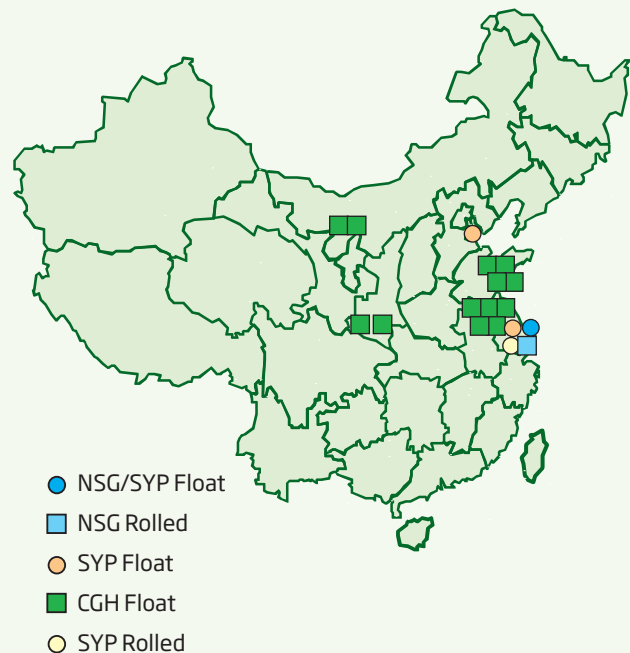 NSG/SYP Float
NSG Rolled
SYP Float
CGH Float
SYP Rolled